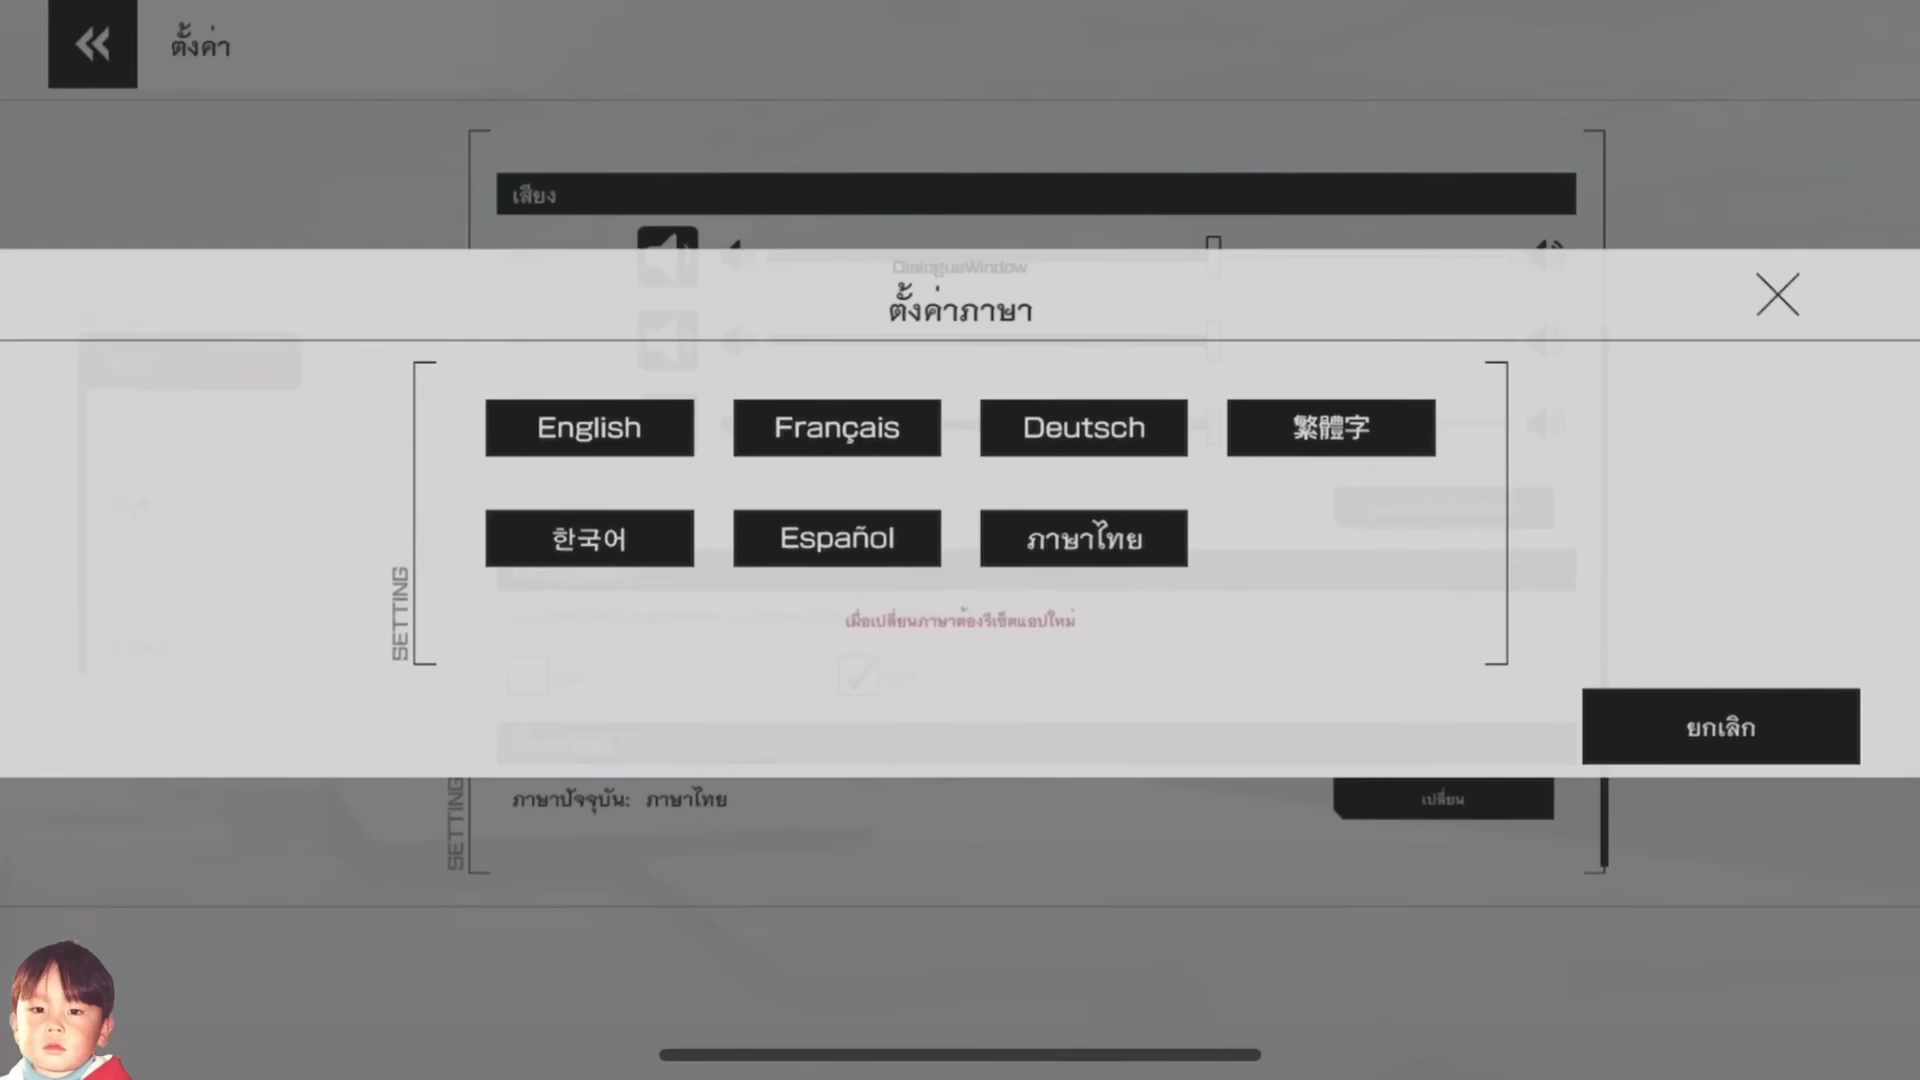 ตั้งค่า
เสียง
DialogueWindow
ตั้งค่าภาษา
English
Français
Deutsch
繁體字
한국어
Español
ภาษาไทย
SETTING
เมื่อเปลี่ยนภาษาต้องรีเซ็ตแอปใหม่
ยกเลิก
ภาษาปัจจุบัน: ภาษาไทย
เปลี่ยน
SETTING